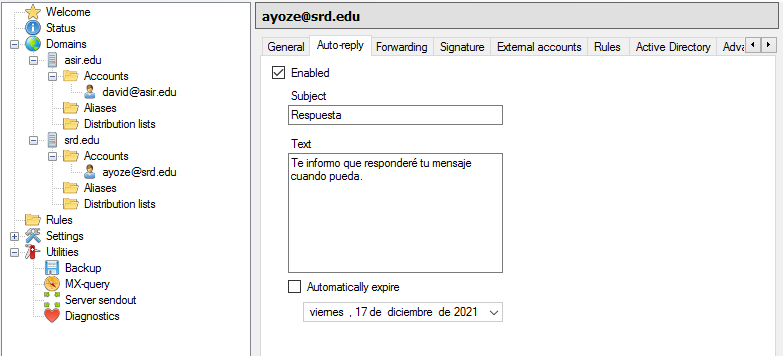 Welcome
Status
Domains
asir.edu
Accounts
david@asir.edu
Aliases
Distribution lists
srd.edu
Accounts
ayoze@srd.edu
Aliases
Distribution lists
Rules
Settings
Utilities
Backup
MX-query
Server sendout
Diagnostics
ayoze@srd.edu
General Auto-reply Forwarding Signature External accounts Rules Active Directory Adva
Enabled
Subject
Respuesta
Text
Te informo que responderé tu mensaje
cuando pueda.
Automatically expire
viernes , 17 de diciembre de 2021